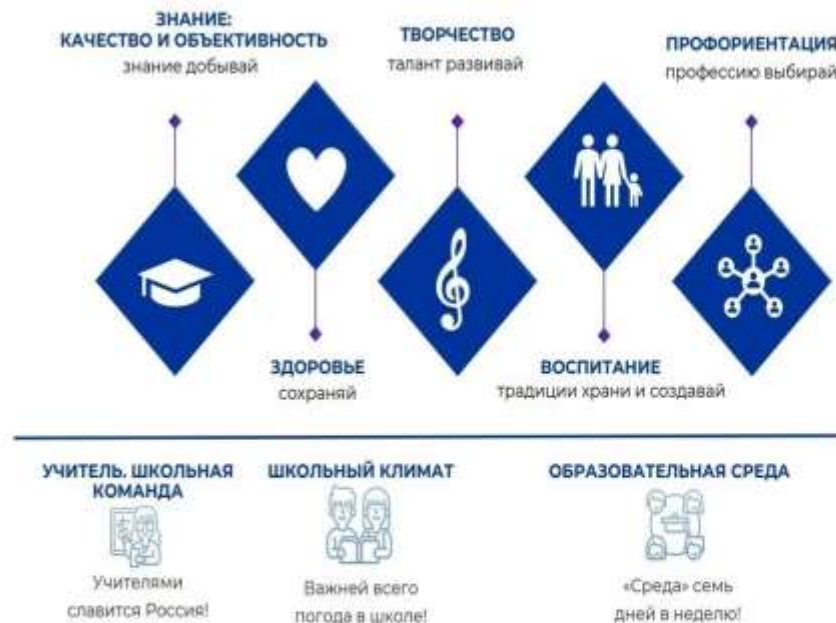 ЗНАНИЕ:
КАЧЕСТВО И ОБЪЕКТИВНОСТЬ
знание добывай
ТВОРЧЕСТВО
талант развивай
ПРОФОРИЕНТАЦИЯ
профессию выбирай
ЗДОРОВЬЕ
сохраняй
ВОСПИТАНИЕ
традиции храни и создавай
УЧИТЕЛЬ. ШКОЛЬНАЯ
КОМАНДА
Учителями
славится Россия!
ШКОЛЬНЫЙ КЛИМАТ
Важней всего
погода в школе!
ОБРАЗОВАТЕЛЬНАЯ СРЕДА
«Среда» семь
дней в неделю!